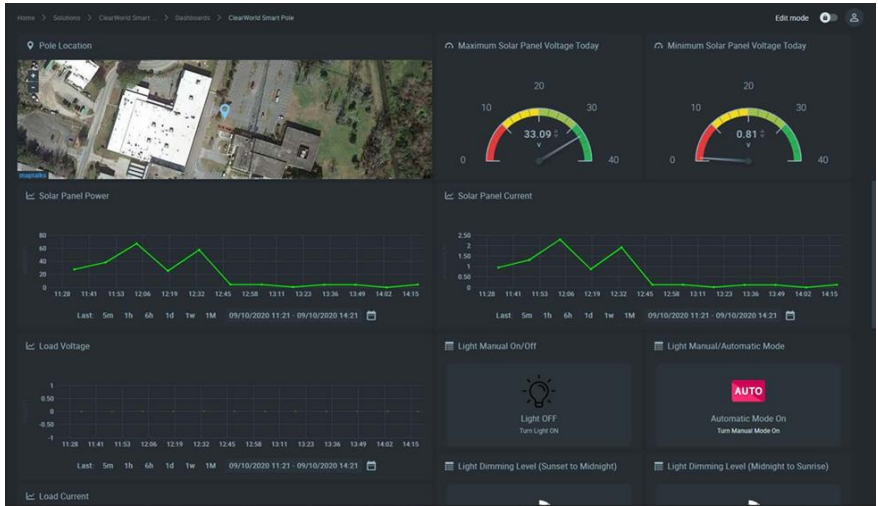 Home > Solutions > ClearWorld Smart ... > Dashboards > ClearWorld Smart Pole
Edit mode
Pole Location
maptalks
Maximum Solar Panel Voltage Today
0
10
20
30
40
33.09
V
Minimum Solar Panel Voltage Today
0
10
20
30
40
0.81
V
Solar Panel Power
80
60
40
20
0
11:28 11:41 11:53 12:06 12:19 12:32 12:45 12:58 13:11 13:23 13:36 13:49 14:02 14:15
Last: 5m 1h 6h 1d 1w 1M 09/10/2020 11:21 - 09/10/2020 14:21
Solar Panel Current
2.50
2
1.50
1
0.50
0
11:28 11:41 11:53 12:06 12:19 12:32 12:45 12:58 13:11 13:23 13:36 13:49 14:02 14:15
Last: 5m 1h 6h 1d 1w 1M 09/10/2020 11:21 - 09/10/2020 14:21
Load Voltage
1
0.50
0
-0.50
-1
11:28 11:41 11:53 12:06 12:19 12:32 12:45 12:58 13:11 13:23 13:36 13:49 14:02 14:15
Last: 5m 1h 6h 1d 1w 1M 09/10/2020 11:21 - 09/10/2020 14:21
Light Manual On/Off
Light OFF
Turn Light ON
Light Manual/Automatic Mode
AUTO
Automatic Mode On
Turn Manual Mode On
Light Dimming Level (Sunset to Midnight)
Light Dimming Level (Midnight to Sunrise)
Load Current